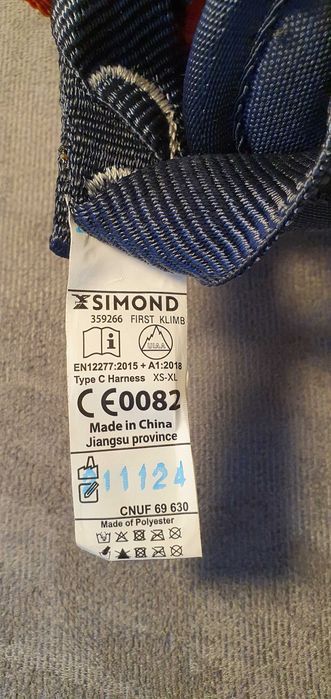 SIMOND
359266 FIRST KLIMB
UIAA
EN12277:2015 + A1:2018
Type C Harness XS-XL
CE0082
Made in China
Jiangsu province
11124
CNUF 69 630
Made of Polyester